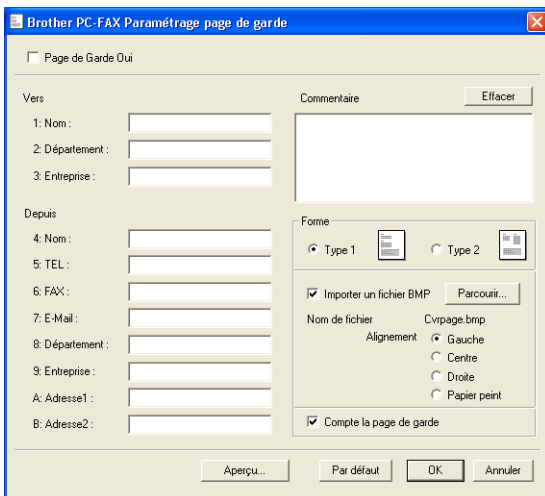 Brother PC-FAX Paramétrage page de garde
Page de Garde Oui
Vers
1: Nom :
2: Département :
3: Entreprise :
Depuis
4: Nom :
5: TEL :
6: FAX :
7: E-Mail :
8: Département :
9: Entreprise :
A: Adresse1 :
B: Adresse2 :
Commentaire
Effacer
Forme
Type 1
Type 2
Importer un fichier BMP
Parcourir...
Nom de fichier
Cvrpage.bmp
Alignement
Gauche
Centre
Droite
Papier peint
Compte la page de garde
Aperçu...
Par défaut
OK
Annuler